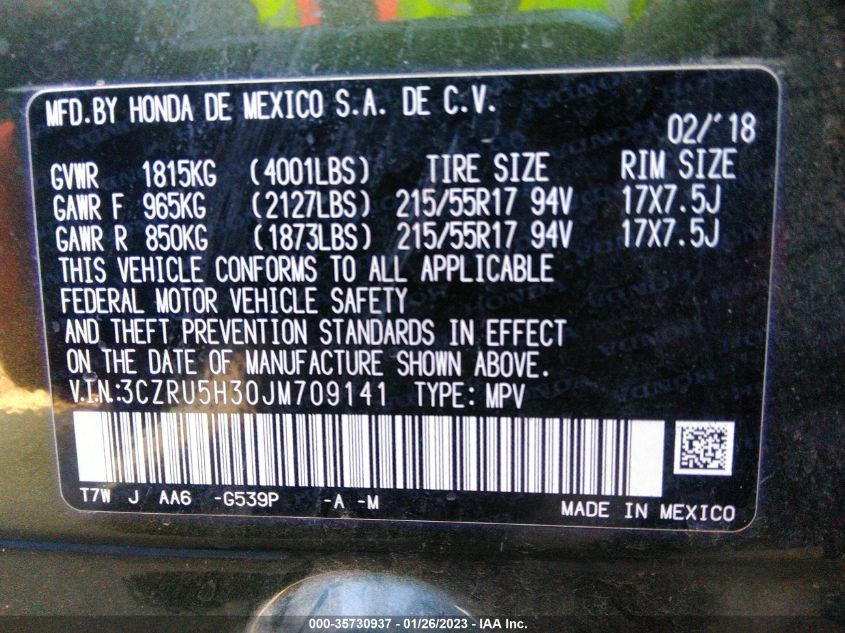 MFD.BY HONDA DE MEXICO S.A. DE C.V.
02/'18
GVWR 1815KG (4001LBS) TIRE SIZE RIM SIZE
GAWR F 965KG (2127LBS) 215/55R17 94V 17X7.5J
GAWR R 850KG (1873LBS) 215/55R17 94V 17X7.5J
THIS VEHICLE CONFORMS TO ALL APPLICABLE
FEDERAL MOTOR VEHICLE SAFETY
AND THEFT PREVENTION STANDARDS IN EFFECT
ON THE DATE OF MANUFACTURE SHOWN ABOVE.
V.I.N.:3CZRU5H30JM709141 TYPE: MPV
T7W J AA6 -G539P -A -M
MADE IN MEXICO
000-35730937 - 01/26/2023 - IAA Inc.